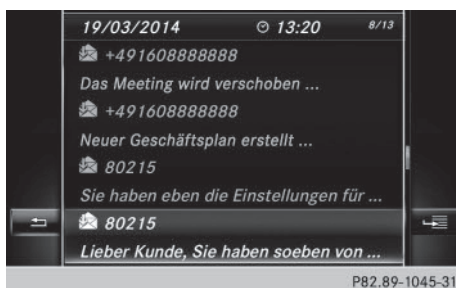 19/03/2014 13:20 8/13
+491608888888
Das Meeting wird verschoben ...
+491608888888
Neuer Geschäftsplan erstellt ...
80215
Sie haben eben die Einstellungen für ...
80215
Lieber Kunde, Sie haben soeben von ...
P82.89-1045-31